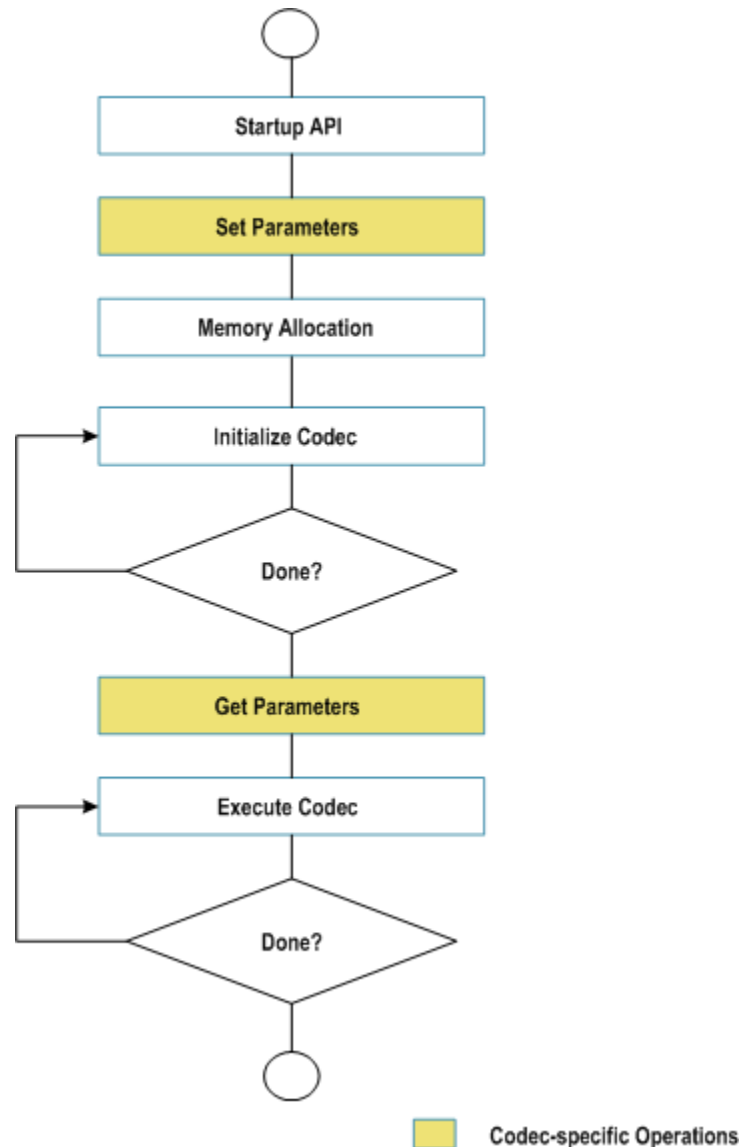 Startup API
Set Parameters
Memory Allocation
Initialize Codec
Done?
Get Parameters
Execute Codec
Done?
Codec-specific Operations